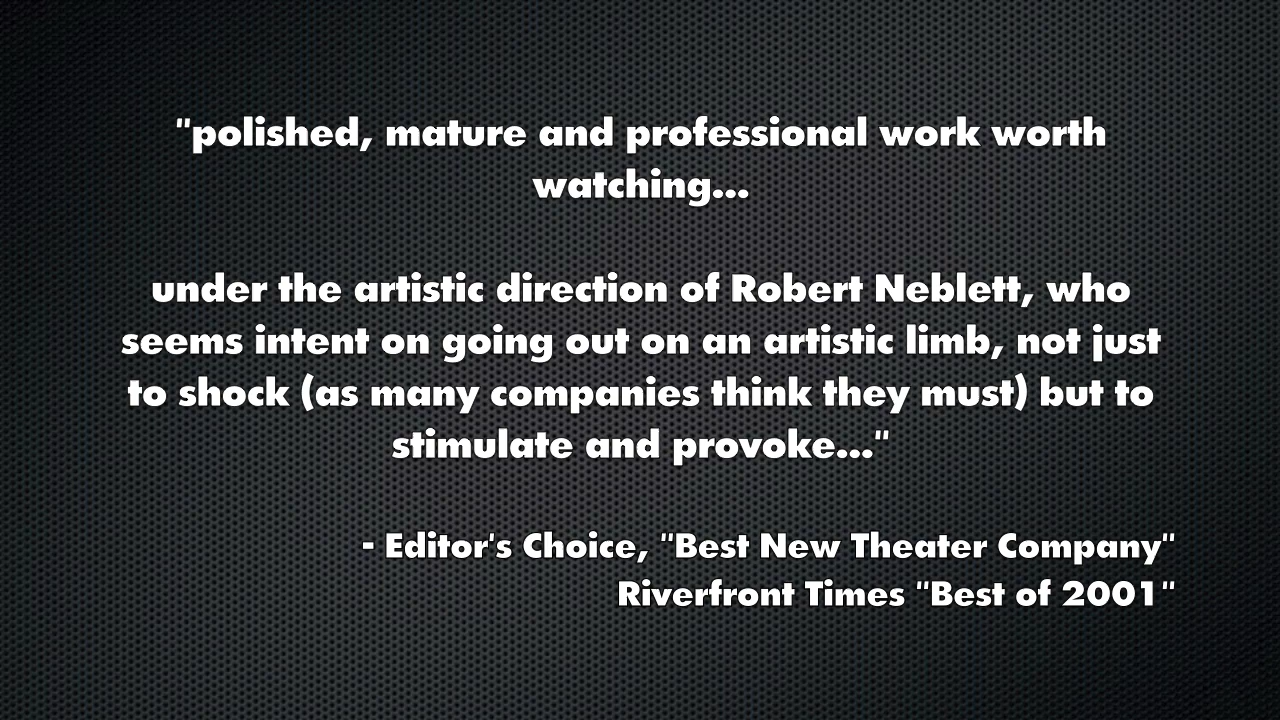 "polished, mature and professional work worth
watching...
under the artistic direction of Robert Neblett, who
seems intent on going out on an artistic limb, not just
to shock (as many companies think they must) but to
stimulate and provoke..."
- Editor's Choice, "Best New Theater Company"
Riverfront Times "Best of 2001"